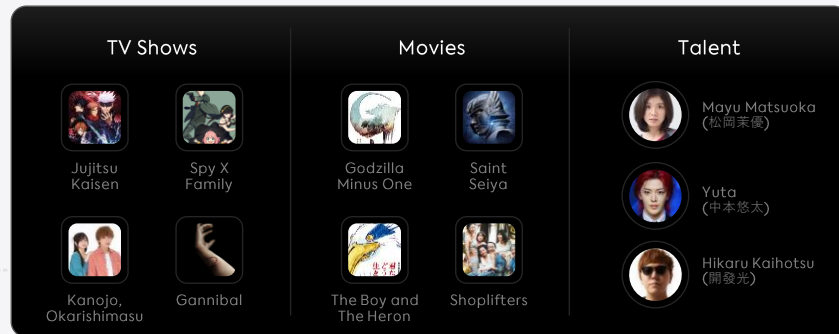 TV Shows
Jujitsu
Kaisen
Spy X
Family
Kanojo,
Okarishimasu
Gannibal
Movies
Godzilla
Minus One
Saint
Seiya
The Boy and
The Heron
Shoplifters
Talent
Mayu Matsuoka
(松岡茉優)
Yuta
(中本悠太)
Hikaru Kaihotsu
(開發光)